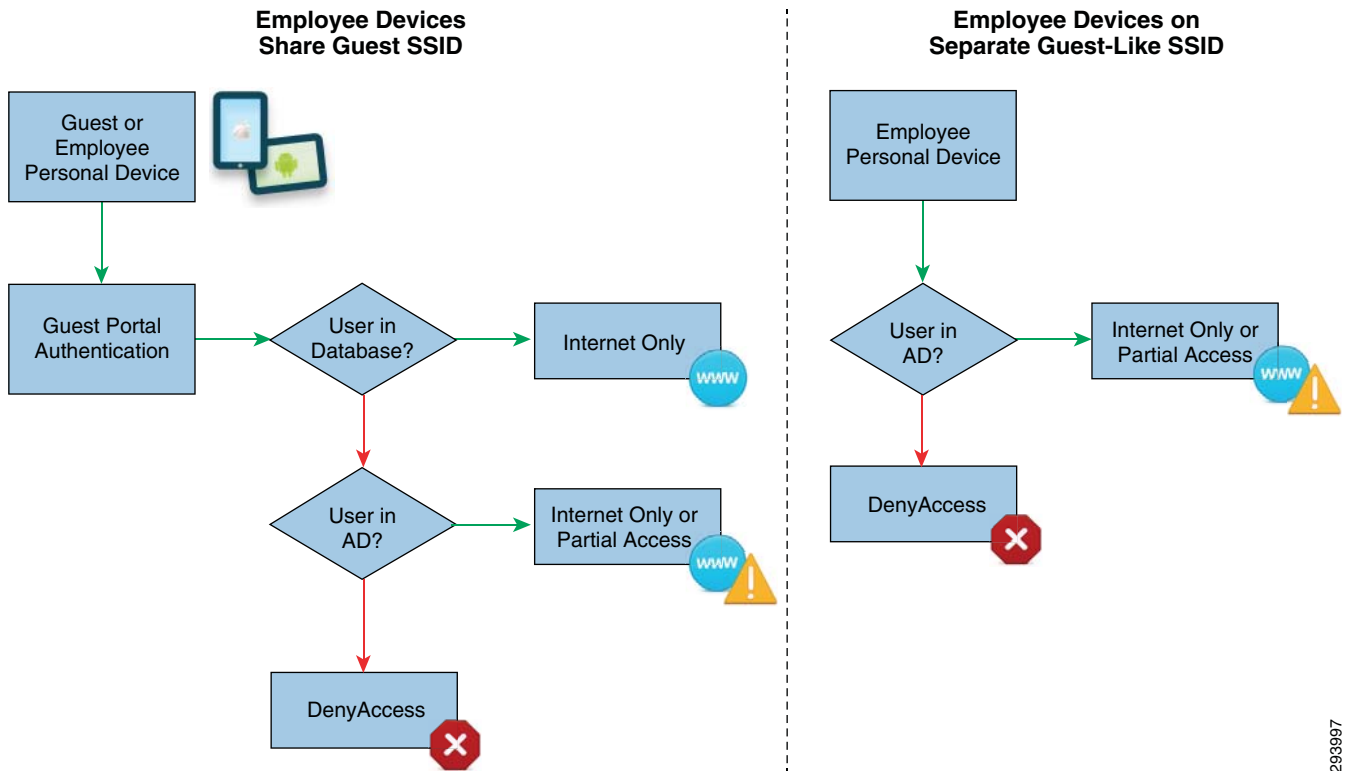 Employee Devices
Share Guest SSID
Guest or
Employee
Personal Device
Guest Portal
Authentication
User in
Database?
Internet Only
www
User in
AD?
Internet Only or
Partial Access
www
DenyAccess
Employee Devices on
Separate Guest-Like SSID
Employee
Personal Device
User in
AD?
Internet Only or
Partial Access
www
DenyAccess
293997